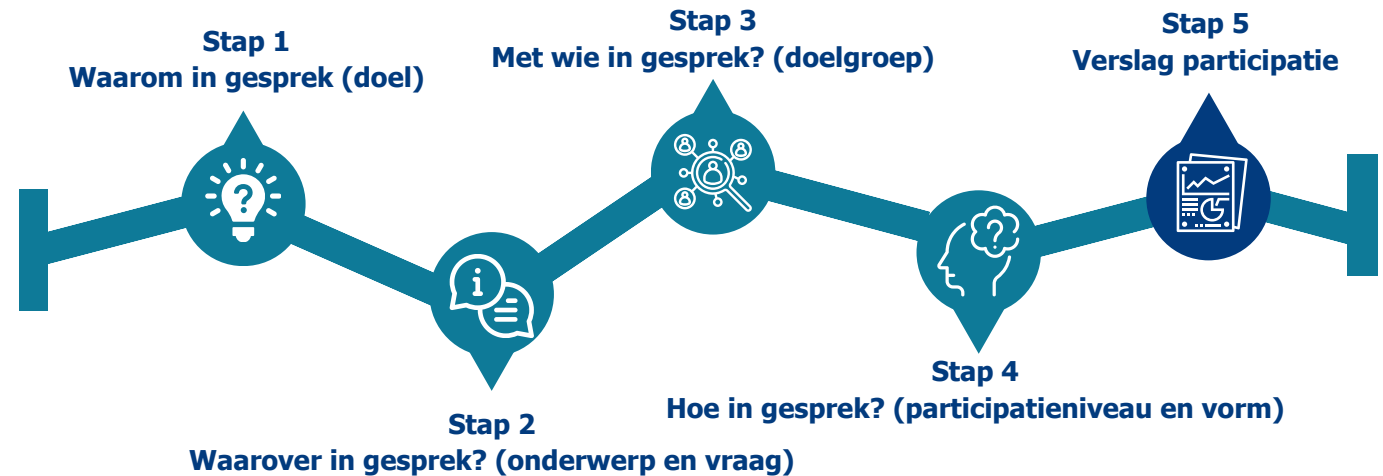 Stap 1
Waarom in gesprek (doel)
Stap 2
Waarover in gesprek? (onderwerp en vraag)
Stap 3
Met wie in gesprek? (doelgroep)
Stap 4
Hoe in gesprek? (participatieniveau en vorm)
Stap 5
Verslag participatie
?
i
?